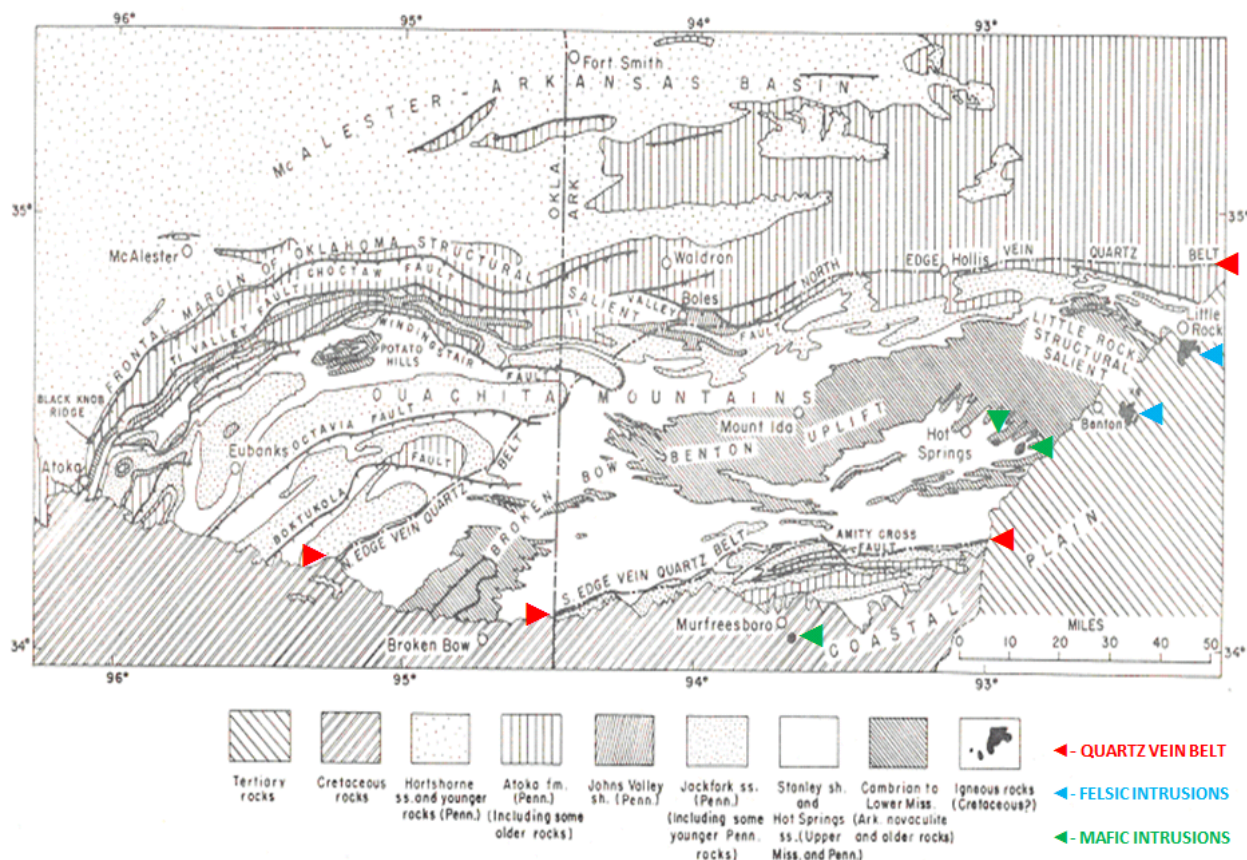 96°
95°
94°
93°
Fort Smith
McALESTER - ARKANSAS BASIN
OKLA
ARK
35°
35°
McAlester
FRONTAL MARGIN OF OKLAHOMA STRUCTURAL SALIENT
CHOCTAW FAULT
TI VALLEY FAULT
Waldron
Boles
VALLEY
FAULT
NORTH EDGE VEIN QUARTZ BELT
Hollis
Little
Rock
LITTLE ROCK
STRUCTURAL
SALIENT
WINDINGSTAIR
FAULT
POTATO
HILLS
BLACK KNOB
RIDGE
OUACHITA MOUNTAINS
Mount Ida
Hot
Springs
Benton
Atoka
Eubanks
OCTAVIA FAULT
FAULT
BOKTUKOLA
N. EDGE VEIN QUARTZ BELT
BROKEN BOW
BENTON UPLIFT
AMITY CROSS
FAULT
S. EDGE VEIN QUARTZ BELT
Murfreesboro
Broken Bow
COASTAL PLAIN
MILES
0 10 20 30 40 50
34°
34°
96°
95°
94°
93°
Tertiary
rocks
Cretaceous
rocks
Hortshorne
ss. and younger
rocks (Penn.)
Atoka fm.
(Penn.)
(Including some
older rocks)
Johns Valley
sh. (Penn.)
Jackfork ss.
(Penn.)
(Including some
younger Penn.
rocks)
Stanley sh.
and
Hot Springs
ss. (Upper
Miss. and Penn.)
Cambrian to
Lower Miss.
(Ark. novaculite
and older rocks)
Igneous rocks
(Cretaceous?)
- QUARTZ VEIN BELT
- FELSIC INTRUSIONS
- MAFIC INTRUSIONS